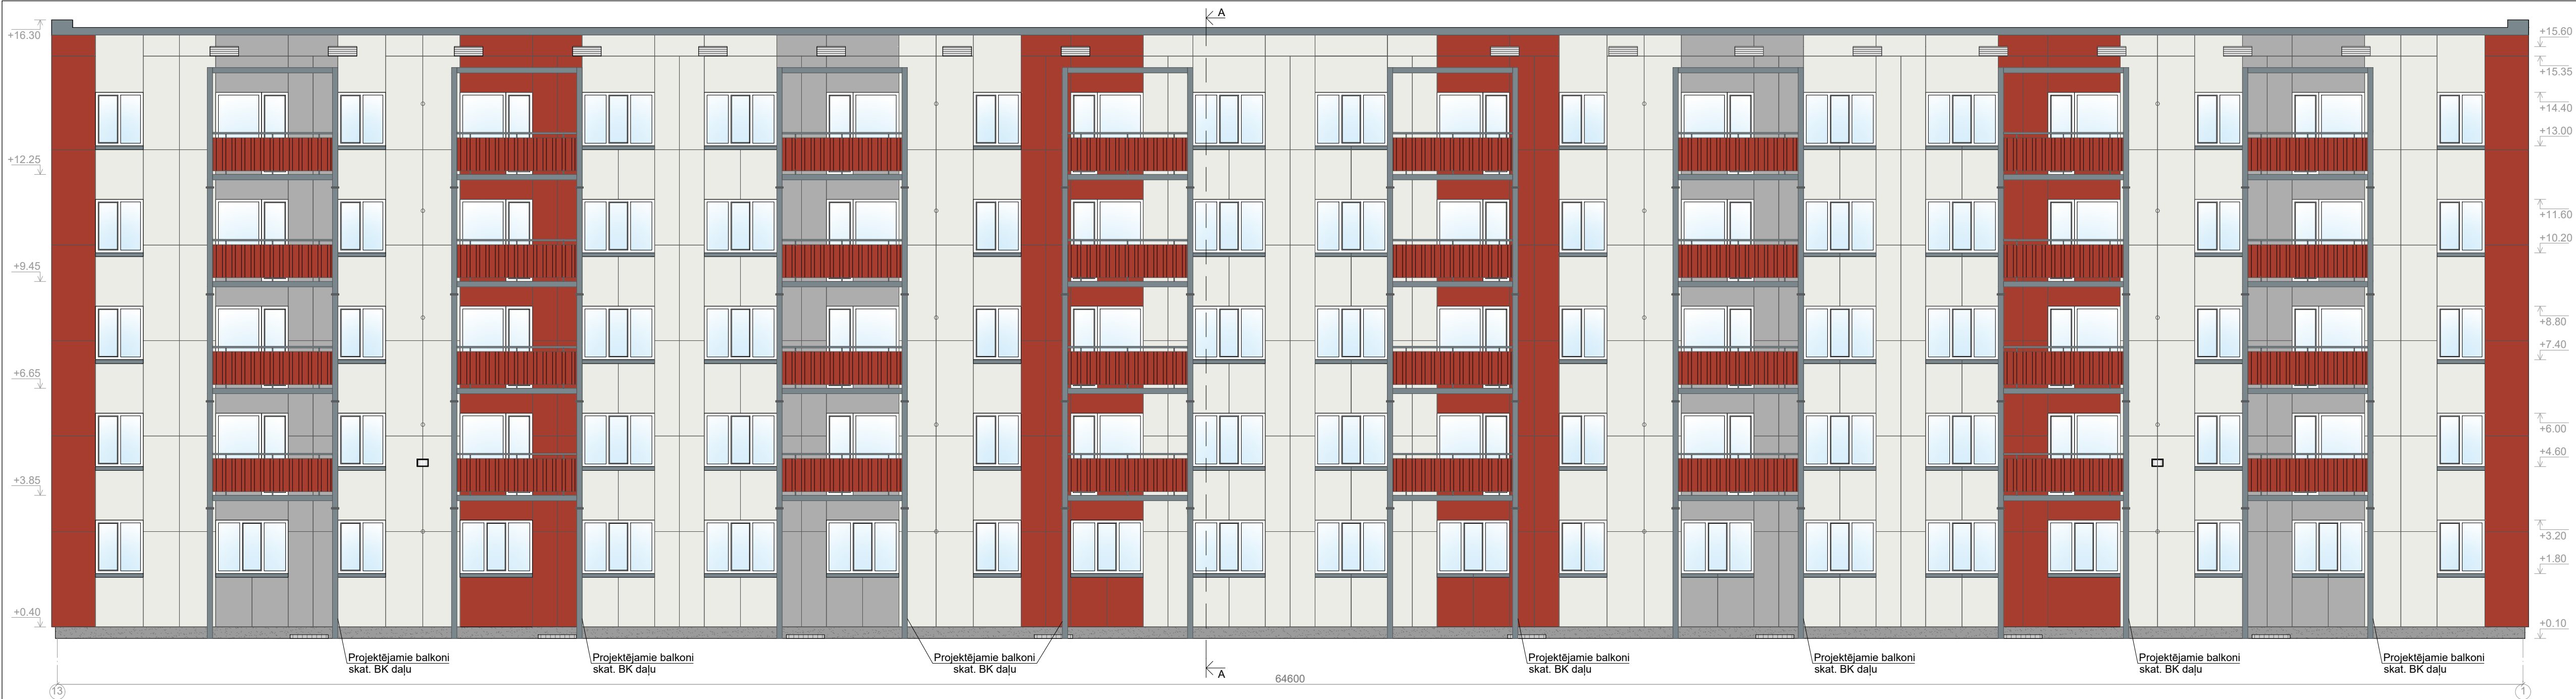 A
+16.30
+12.25
+9.45
+6.65
+3.85
+0.40
+15.60
+15.35
+14.40
+13.00
+11.60
+10.20
+8.80
+7.40
+6.00
+4.60
+3.20
+1.80
+0.10
Projektējamie balkoni
skat. BK daļu
Projektējamie balkoni
skat. BK daļu
Projektējamie balkoni
skat. BK daļu
Projektējamie balkoni
skat. BK daļu
Projektējamie balkoni
skat. BK daļu
Projektējamie balkoni
skat. BK daļu
Projektējamie balkoni
skat. BK daļu
A
64600
13
1